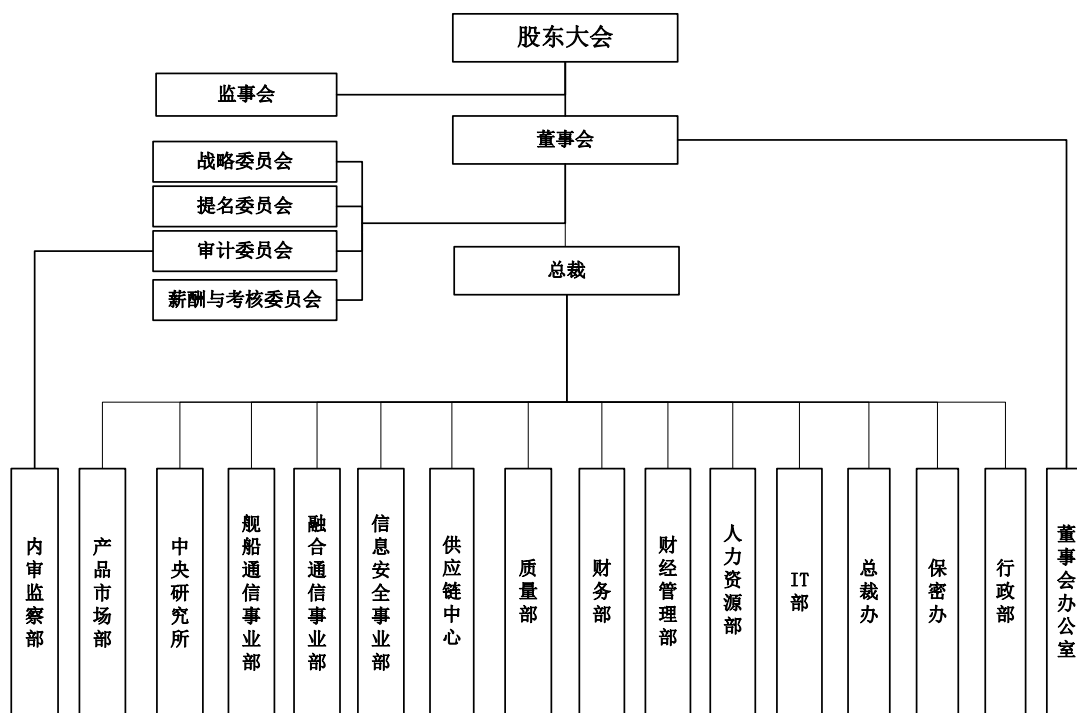 股东大会
监事会
董事会
战略委员会
提名委员会
审计委员会
总裁
薪酬与考核委员会
内审监察部
产品市场部
中央研究所
舰船通信事业部
融合通信事业部
信息安全事业部
供应链中心
质量部
财务部
财经管理部
人力资源部
IT部
总裁办
保密办
行政部
董事会办公室